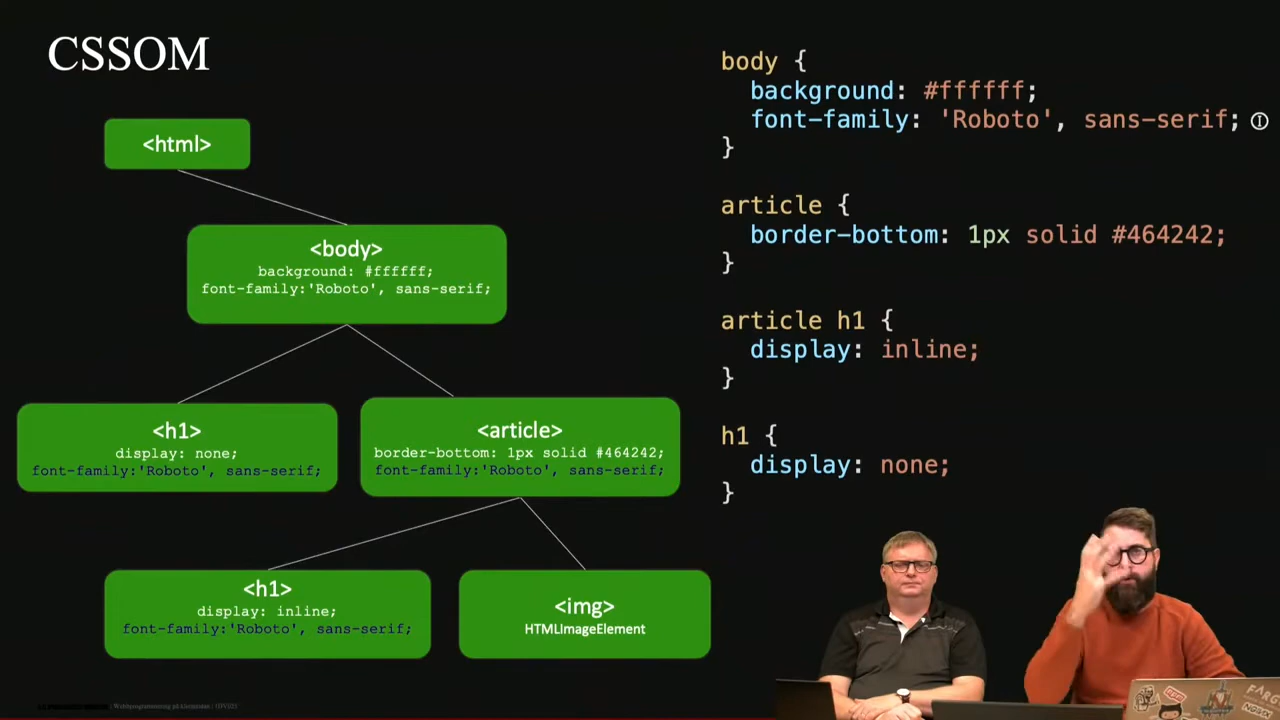 CSSOM
<html>
<body>
background: #ffffff;
font-family:'Roboto', sans-serif;
<h1>
display: none;
font-family:'Roboto', sans-serif;
<article>
border-bottom: 1px solid #464242;
font-family:'Roboto', sans-serif;
<h1>
display: inline;
font-family:'Roboto', sans-serif;
<img>
HTMLImageElement
body {
background: #ffffff;
font-family: 'Roboto', sans-serif;
}
article {
border-bottom: 1px solid #464242;
}
article h1 {
display: inline;
}
h1 {
display: none;
}